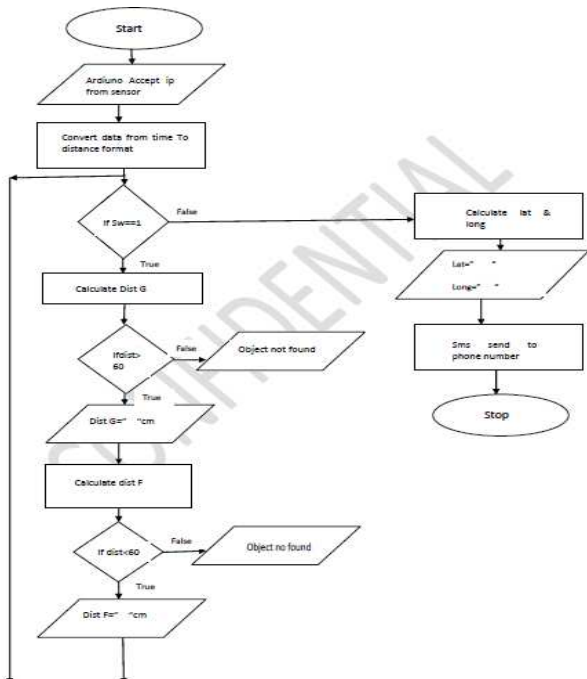 Start
Ardiuno Accept ip
from sensor
Convert data from time To
distance format
If Sw==1
False
True
Calculate lat &
long
Lat=" "
Long=" "
Sms send to
phone number
Stop
Calculate Dist G
Ifdist>
60
False
Object not found
True
Dist G=" "cm
Calculate dist F
If dist<60
False
Object no found
True
Dist F=" "cm
CONFIDENTIAL